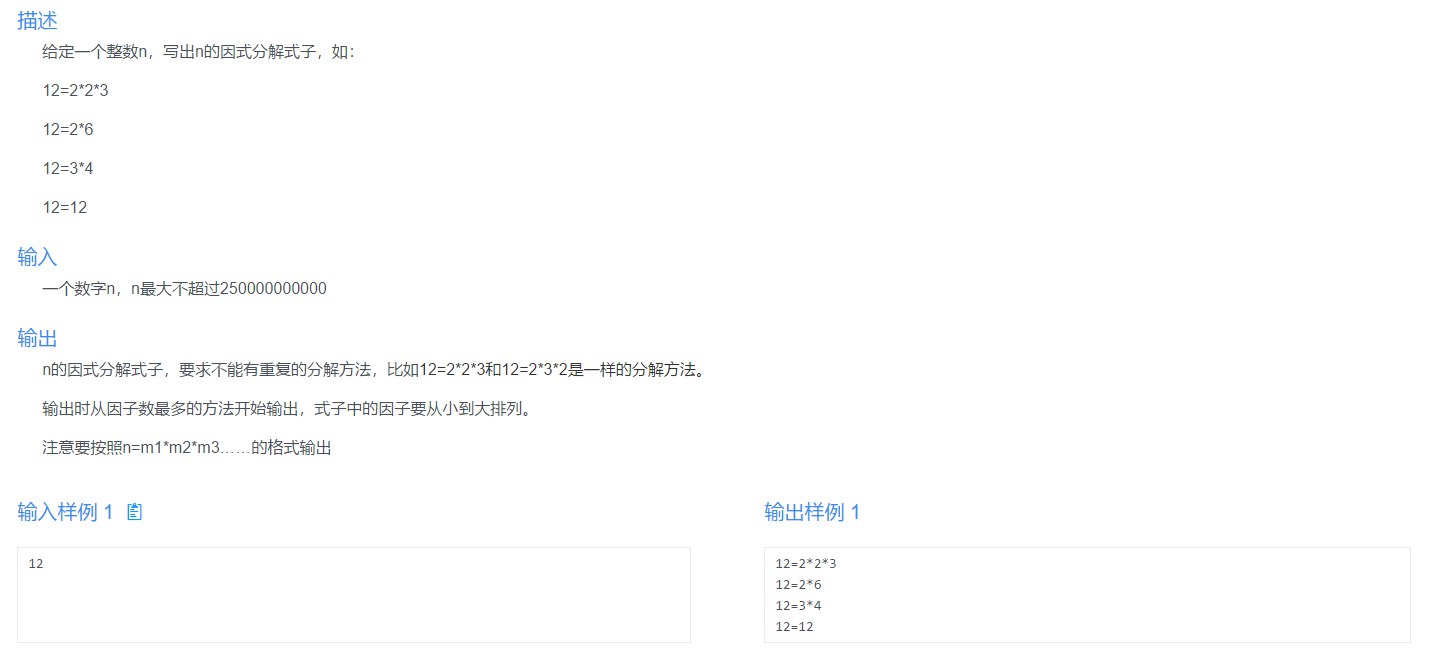 描述
给定一个整数n，写出n的因式分解式子，如：
12=2*2*3
12=2*6
12=3*4
12=12
输入
一个数字n，n最大不超过250000000000
输出
n的因式分解式子，要求不能有重复的分解方法，比如12=2*2*3和12=2*3*2是一样的分解方法。
输出时从因子数最多的方法开始输出，式子中的因子要从小到大排列。
注意要按照n=m1*m2*m3……的格式输出
输入样例 1
12
输出样例 1
12=2*2*3
12=2*6
12=3*4
12=12